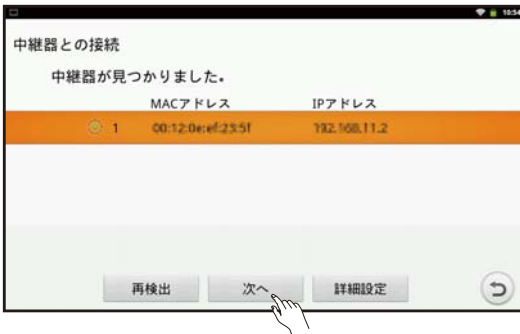 10:54
中継器との接続
中継器が見つかりました。
MACアドレス IPアドレス
1 00:12:0e:ef:23:5f 192.168.11.2
再検出 次へ 詳細設定